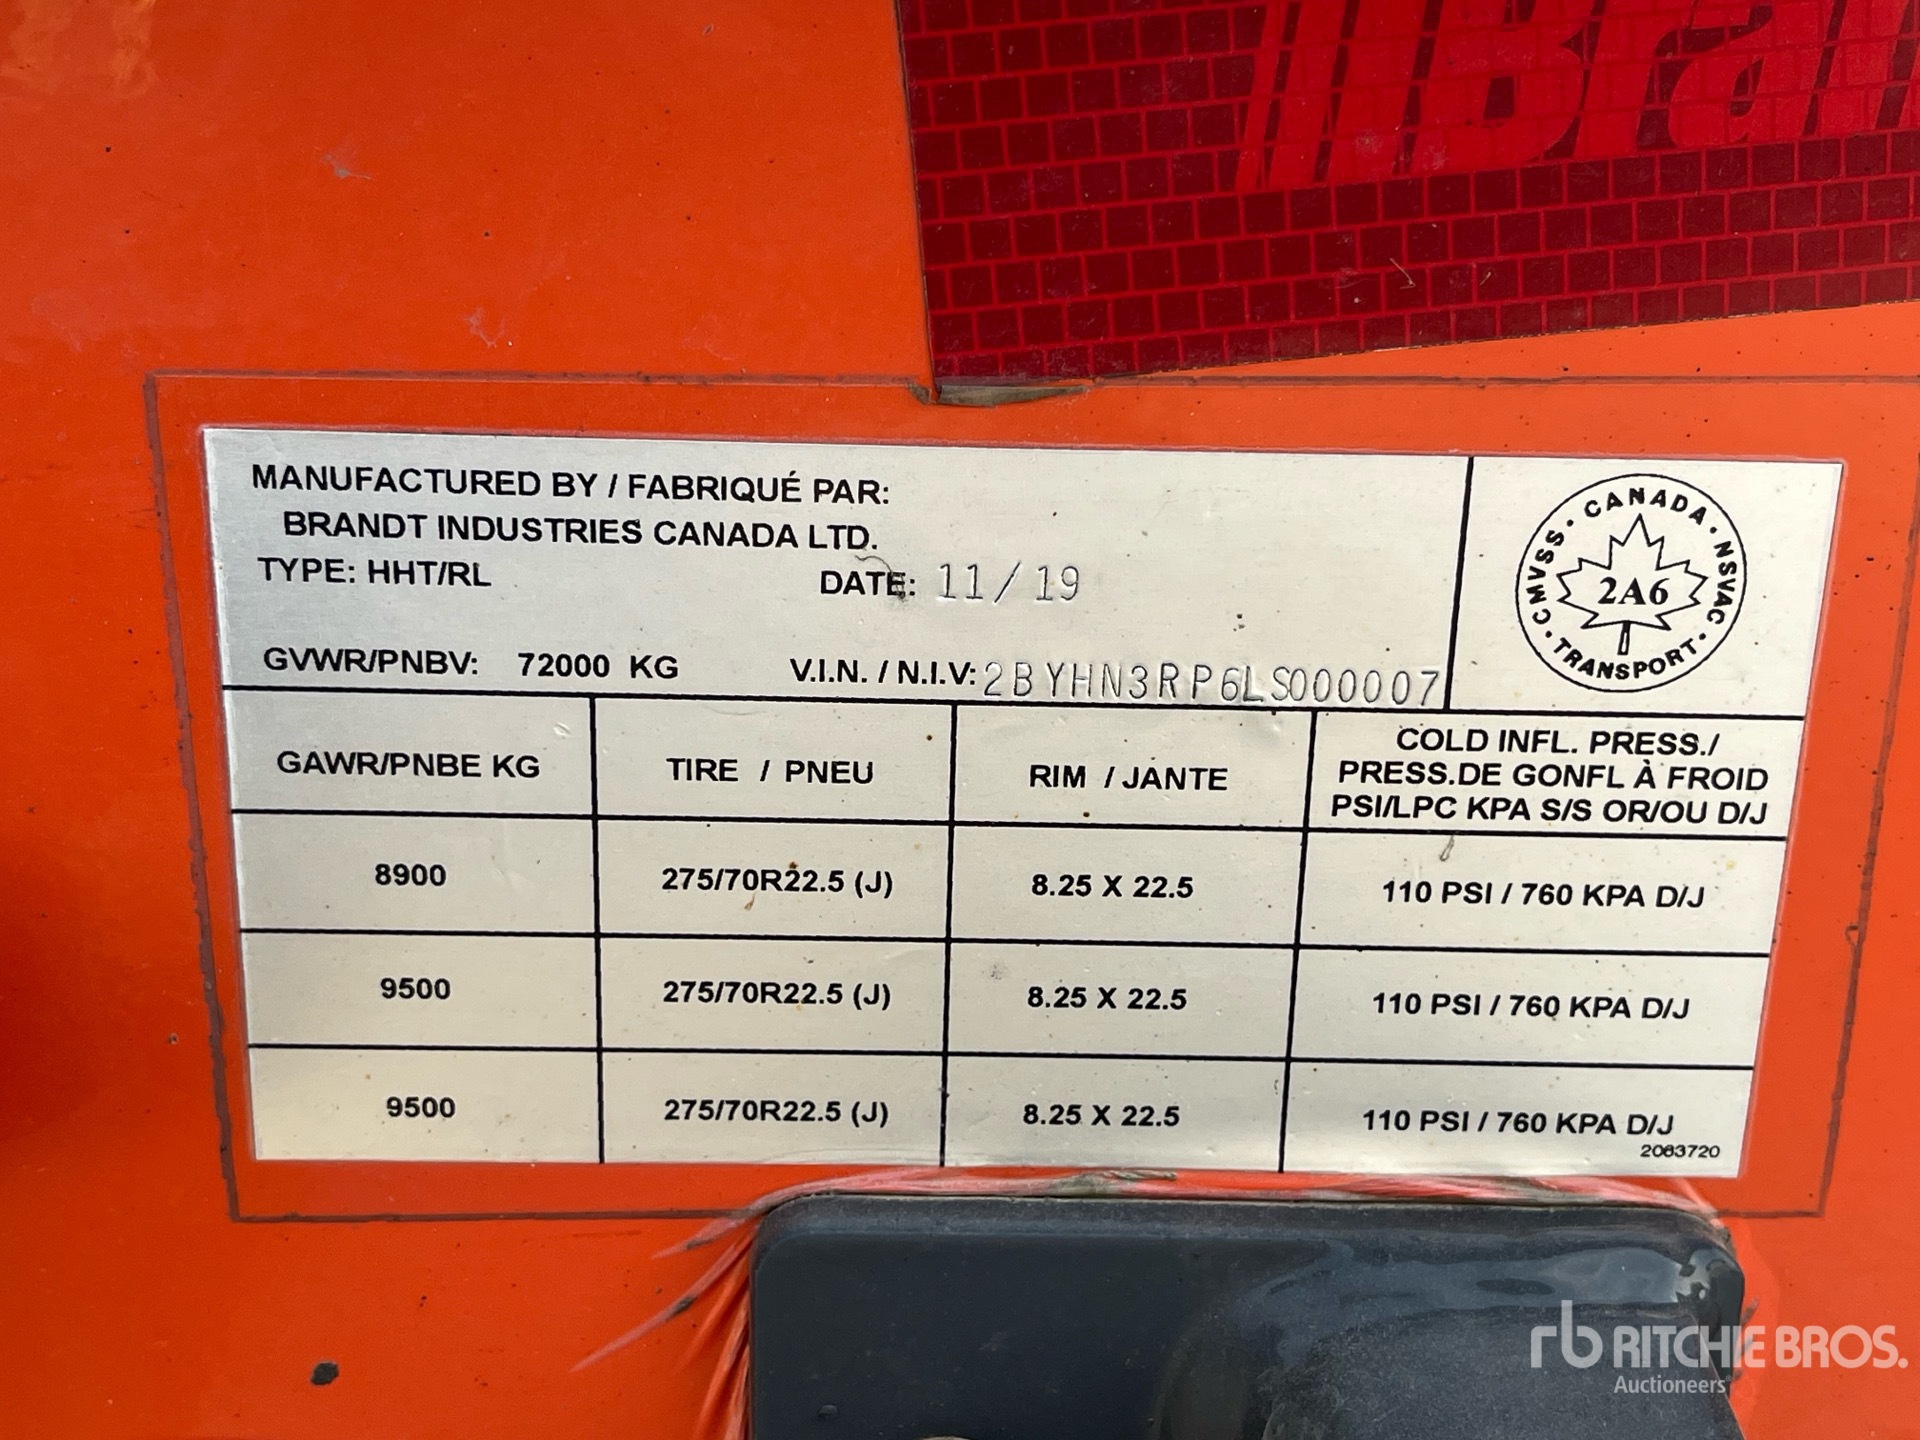 Bran
MANUFACTURED BY / FABRIQUÉ PAR:
BRANDT INDUSTRIES CANADA LTD.
TYPE: HHT/RL DATE: 11/19
GVWR/PNBV: 72000 KG V.I.N. / N.I.V: 2BYHN3RP6LS000007
CMVSS · CANADA · NSVAC · TRANSPORT ·
2A6
GAWR/PNBE KG TIRE / PNEU RIM / JANTE COLD INFL. PRESS./
PRESS.DE GONFL À FROID
PSI/LPC KPA S/S OR/OU D/J
8900 275/70R22.5 (J) 8.25 X 22.5 110 PSI / 760 KPA D/J
9500 275/70R22.5 (J) 8.25 X 22.5 110 PSI / 760 KPA D/J
9500 275/70R22.5 (J) 8.25 X 22.5 110 PSI / 760 KPA D/J
2083720
rb RITCHIE BROS.
Auctioneers